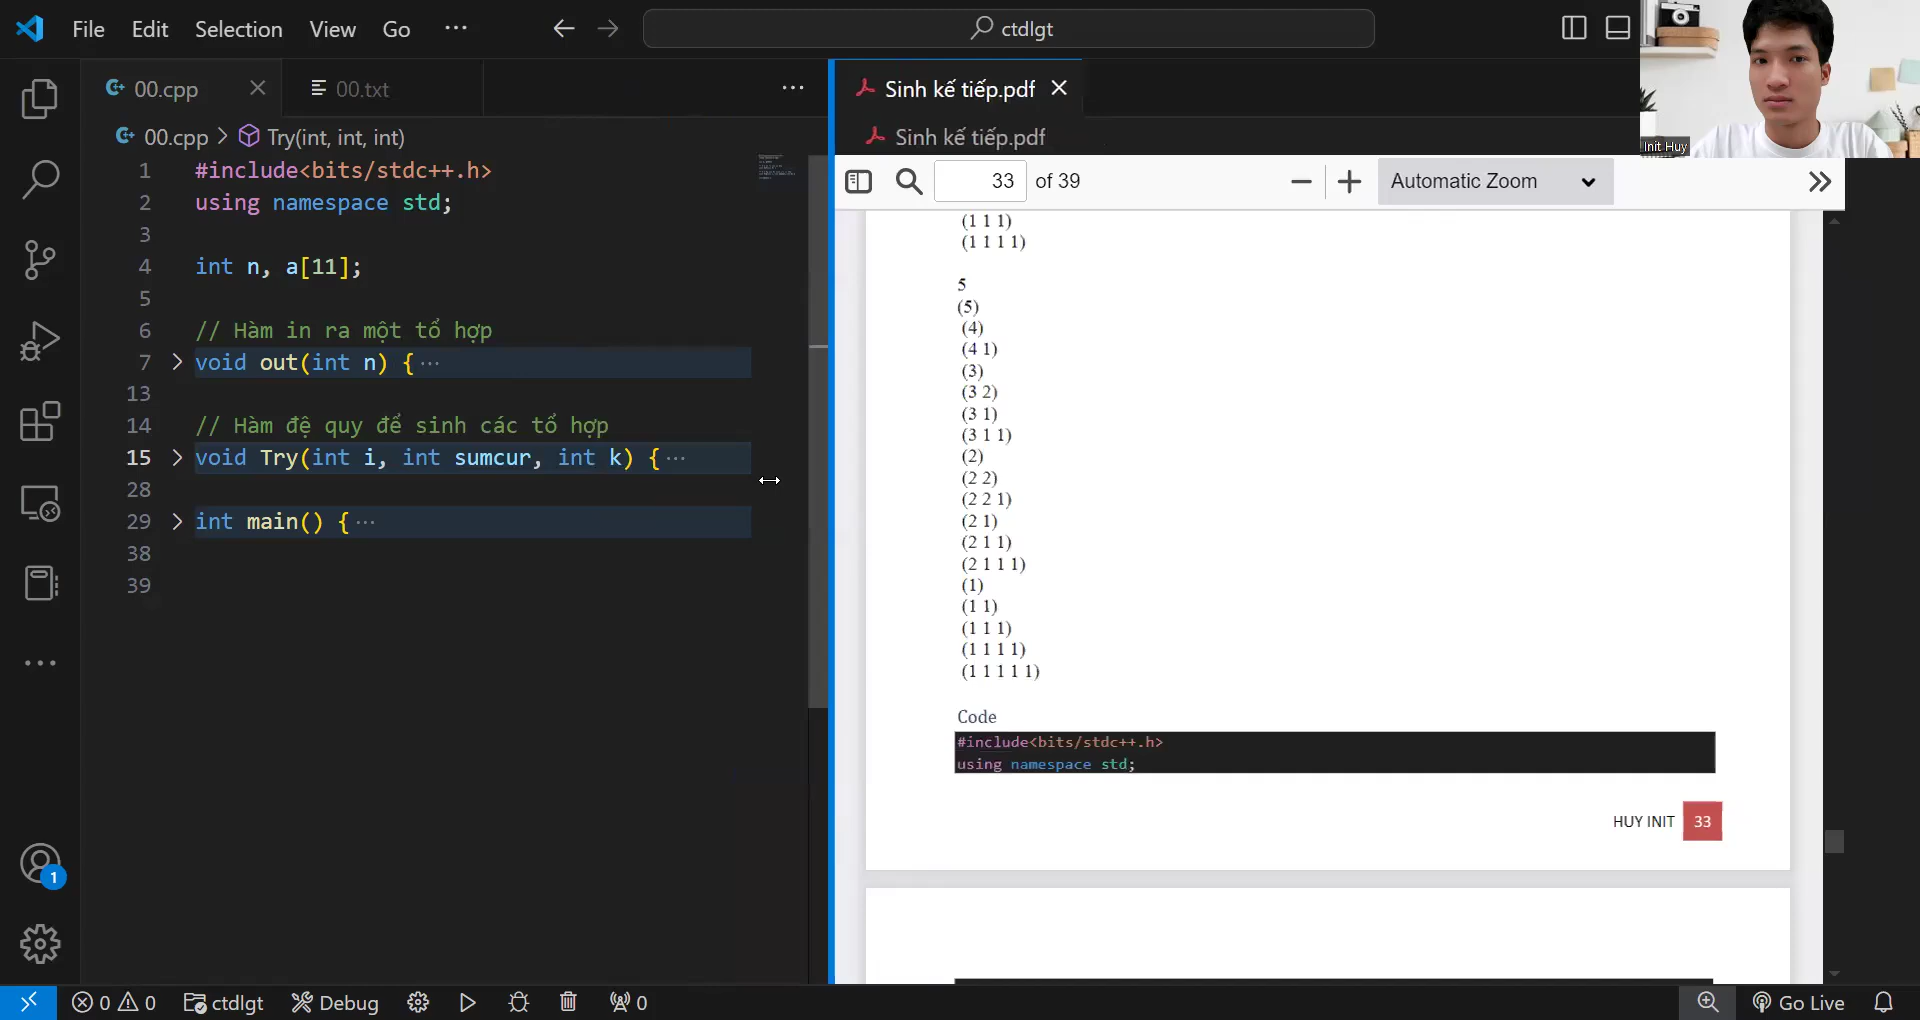 File Edit Selection View Go ···
ctdlgt
00.cpp
00.txt
···
00.cpp > Try(int, int, int)
1 #include<bits/stdc++.h>
2 using namespace std;
3
4 int n, a[11];
5
6 // Hàm in ra một tổ hợp
7 void out(int n) {···
13
14 // Hàm đệ quy để sinh các tổ hợp
15 void Try(int i, int sumcur, int k) {···
28
29 int main() {···
38
39
Sinh kế tiếp.pdf
Sinh kế tiếp.pdf
33 of 39
Automatic Zoom
(1 1 1)
(1 1 1 1)
5
(5)
(4)
(4 1)
(3)
(3 2)
(3 1)
(3 1 1)
(2)
(2 2)
(2 2 1)
(2 1)
(2 1 1)
(2 1 1 1)
(1)
(1 1)
(1 1 1)
(1 1 1 1)
(1 1 1 1 1)
Code
#include<bits/stdc++.h>
using namespace std;
HUY INIT 33
Init Huy
1
0 0 ctdlgt Debug 0
Go Live